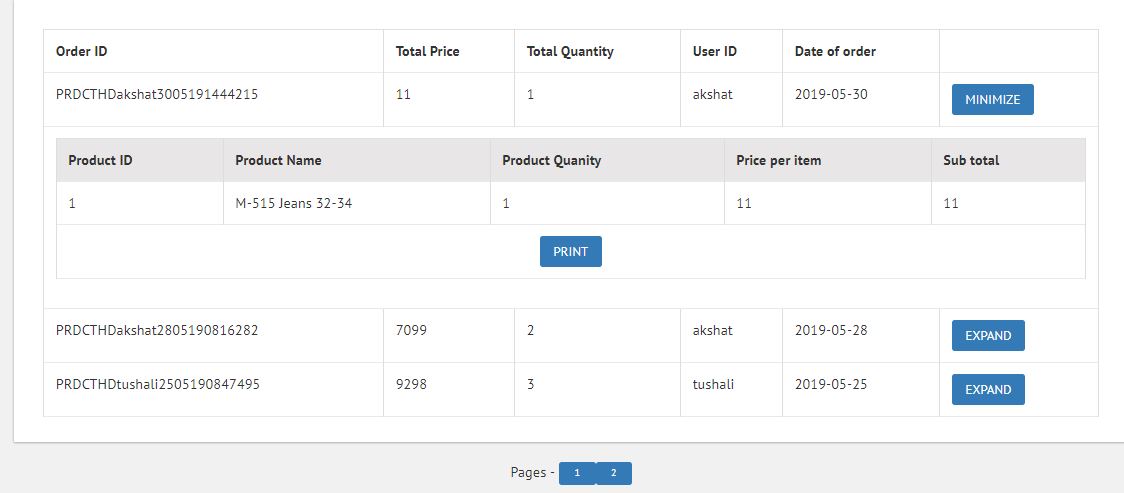 Order ID Total Price Total Quantity User ID Date of order
PRDCTHDakshat3005191444215 11 1 akshat 2019-05-30 MINIMIZE
Product ID Product Name Product Quanity Price per item Sub total
1 M-515 Jeans 32-34 1 11 11
PRINT
PRDCTHDakshat2805190816282 7099 2 akshat 2019-05-28 EXPAND
PRDCTHDtushali2505190847495 9298 3 tushali 2019-05-25 EXPAND
Pages - 1 2